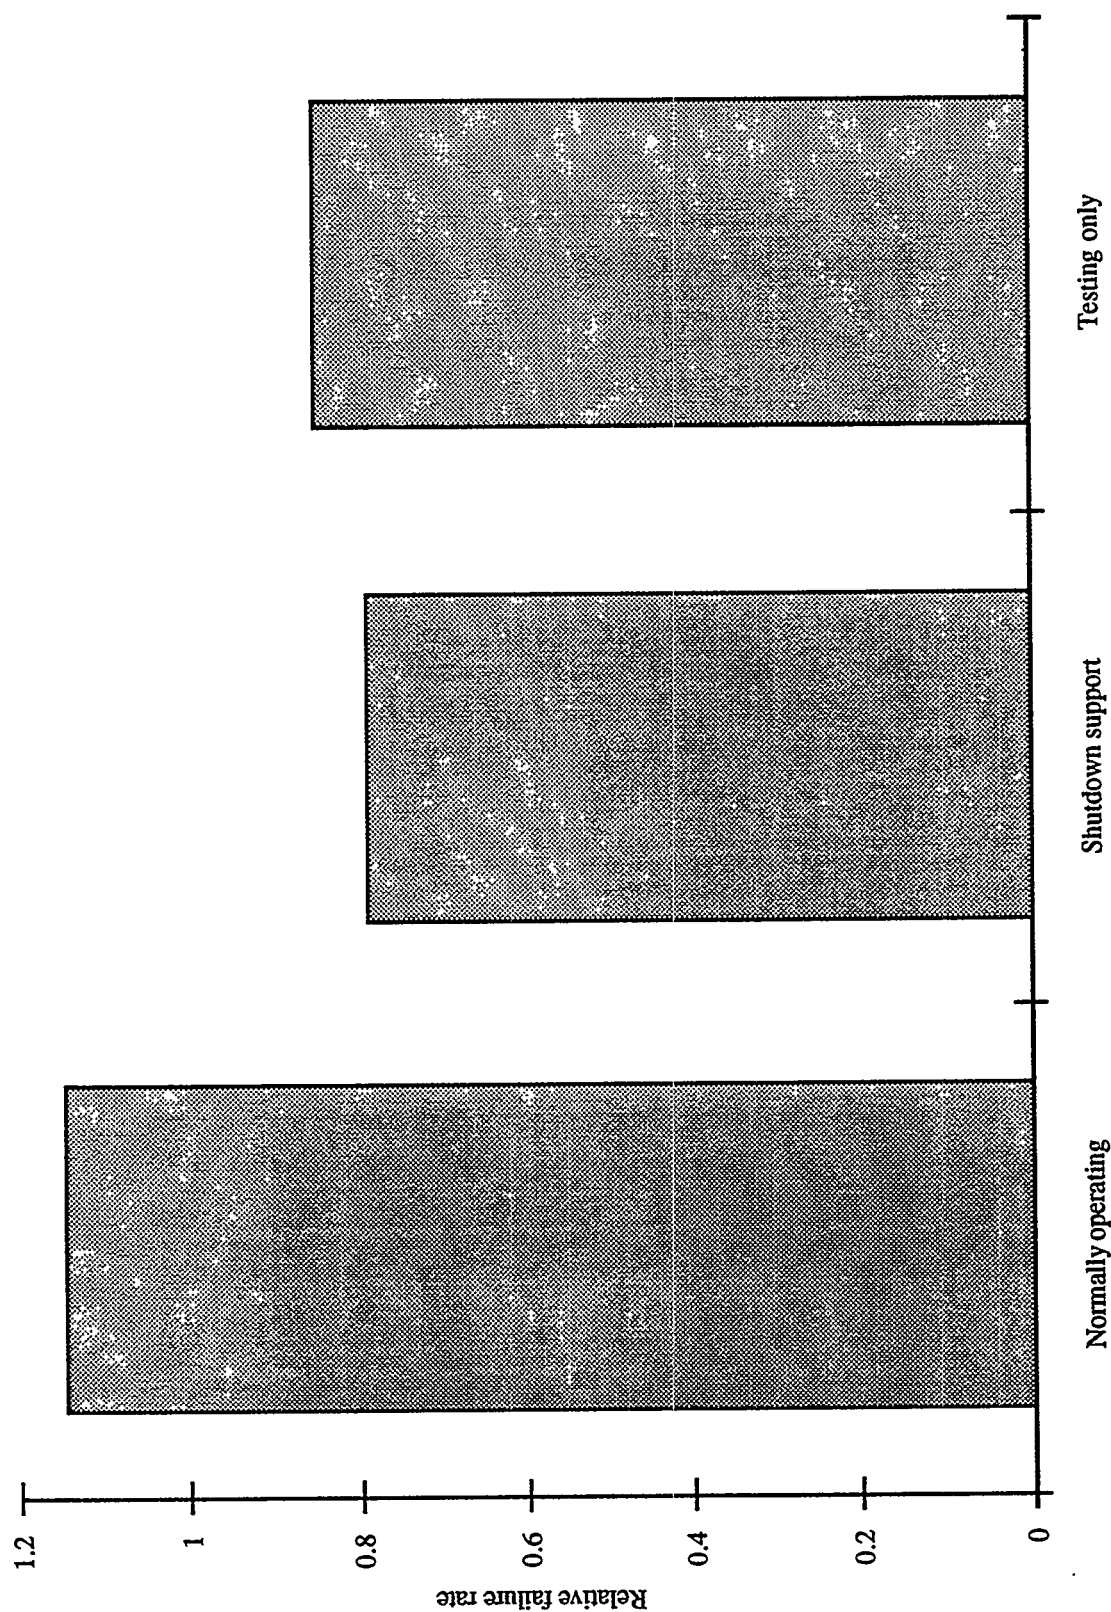 Relative failure rate
1.2
1
0.8
0.6
0.4
0.2
0
Normally operating
Shutdown support
Testing only